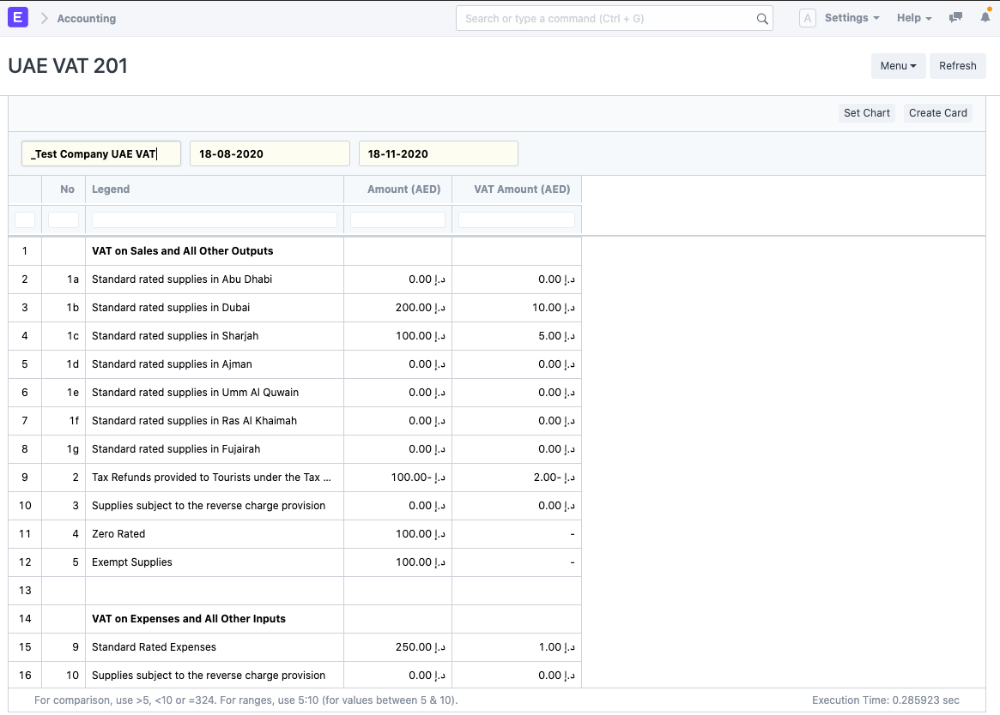 E Accounting Search or type a command (Ctrl + G) A Settings Help
UAE VAT 201 Menu Refresh
Set Chart Create Card
_Test Company UAE VAT 18-08-2020 18-11-2020
No Legend Amount (AED) VAT Amount (AED)
1 VAT on Sales and All Other Outputs
2 1a Standard rated supplies in Abu Dhabi د.إ 0.00 د.إ 0.00
3 1b Standard rated supplies in Dubai د.إ 200.00 د.إ 10.00
4 1c Standard rated supplies in Sharjah د.إ 100.00 د.إ 5.00
5 1d Standard rated supplies in Ajman د.إ 0.00 د.إ 0.00
6 1e Standard rated supplies in Umm Al Quwain د.إ 0.00 د.إ 0.00
7 1f Standard rated supplies in Ras Al Khaimah د.إ 0.00 د.إ 0.00
8 1g Standard rated supplies in Fujairah د.إ 0.00 د.إ 0.00
9 2 Tax Refunds provided to Tourists under the Tax ... د.إ -100.00 د.إ -2.00
10 3 Supplies subject to the reverse charge provision د.إ 0.00 د.إ 0.00
11 4 Zero Rated د.إ 100.00 -
12 5 Exempt Supplies د.إ 100.00 -
13
14 VAT on Expenses and All Other Inputs
15 9 Standard Rated Expenses د.إ 250.00 د.إ 1.00
16 10 Supplies subject to the reverse charge provision د.إ 0.00 د.إ 0.00
For comparison, use >5, <10 or =324. For ranges, use 5:10 (for values between 5 & 10). Execution Time: 0.285923 sec